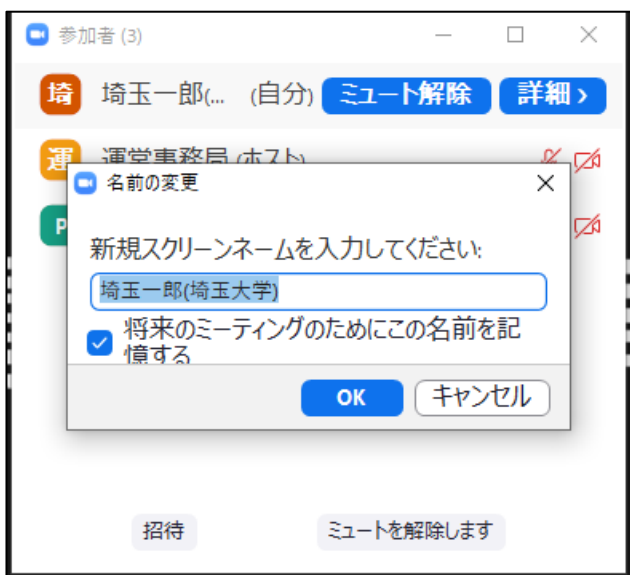 参加者 (3)
埼 埼玉一郎(... (自分) ミュート解除 詳細 ›
運 運営事務局 (ホスト)
名前の変更
P
新規スクリーンネームを入力してください:
埼玉一郎(埼玉大学)
将来のミーティングのためにこの名前を記
憶する
OK キャンセル
招待 ミュートを解除します